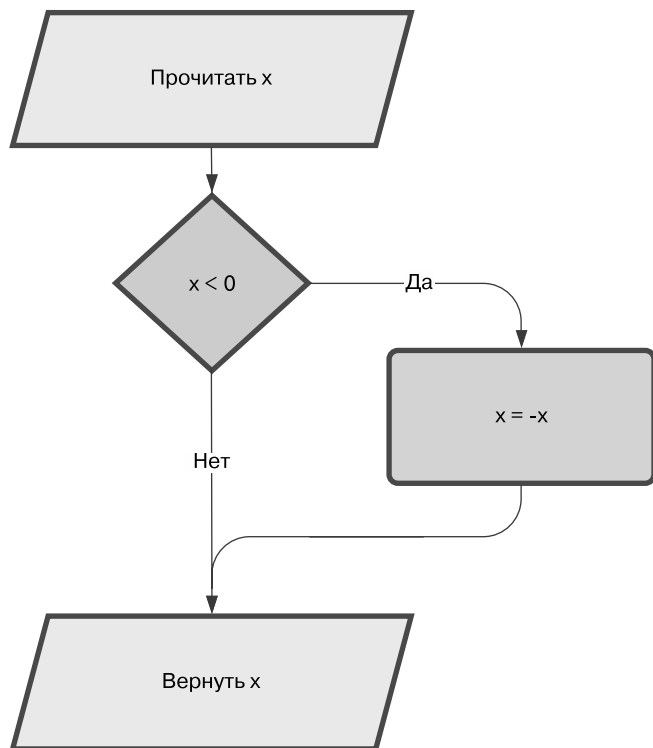 Прочитать x
x < 0
Да
x = -x
Нет
Вернуть x